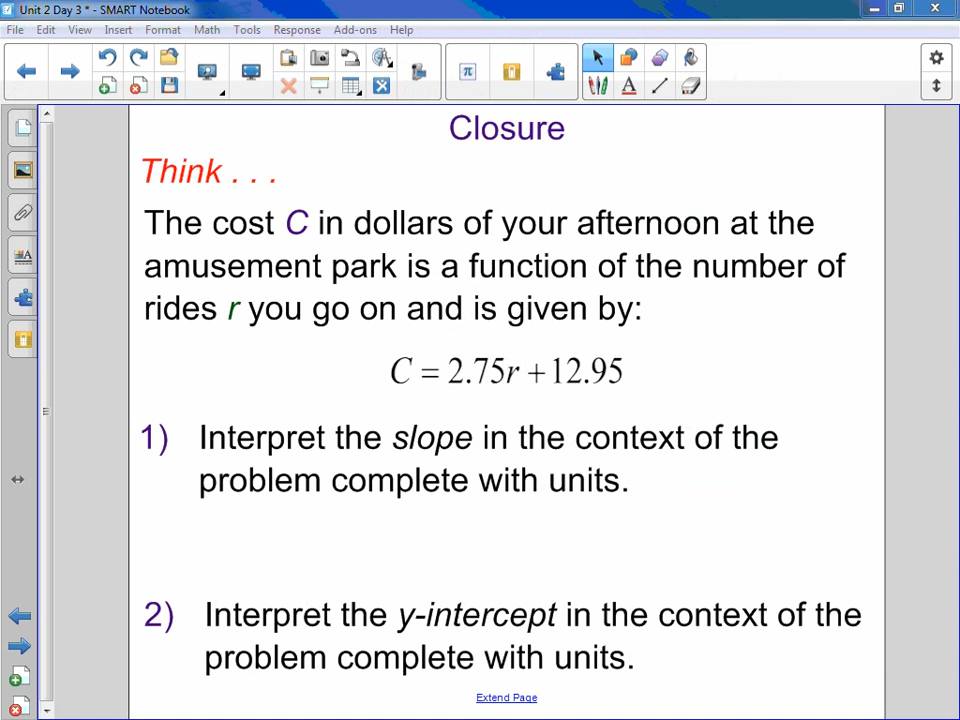 Unit 2 Day 3 * - SMART Notebook
File Edit View Insert Format Math Tools Response Add-ons Help
Closure
Think . . .
The cost C in dollars of your afternoon at the
amusement park is a function of the number of
rides r you go on and is given by:
C = 2.75r + 12.95
1) Interpret the slope in the context of the
problem complete with units.
2) Interpret the y-intercept in the context of the
problem complete with units.
Extend Page